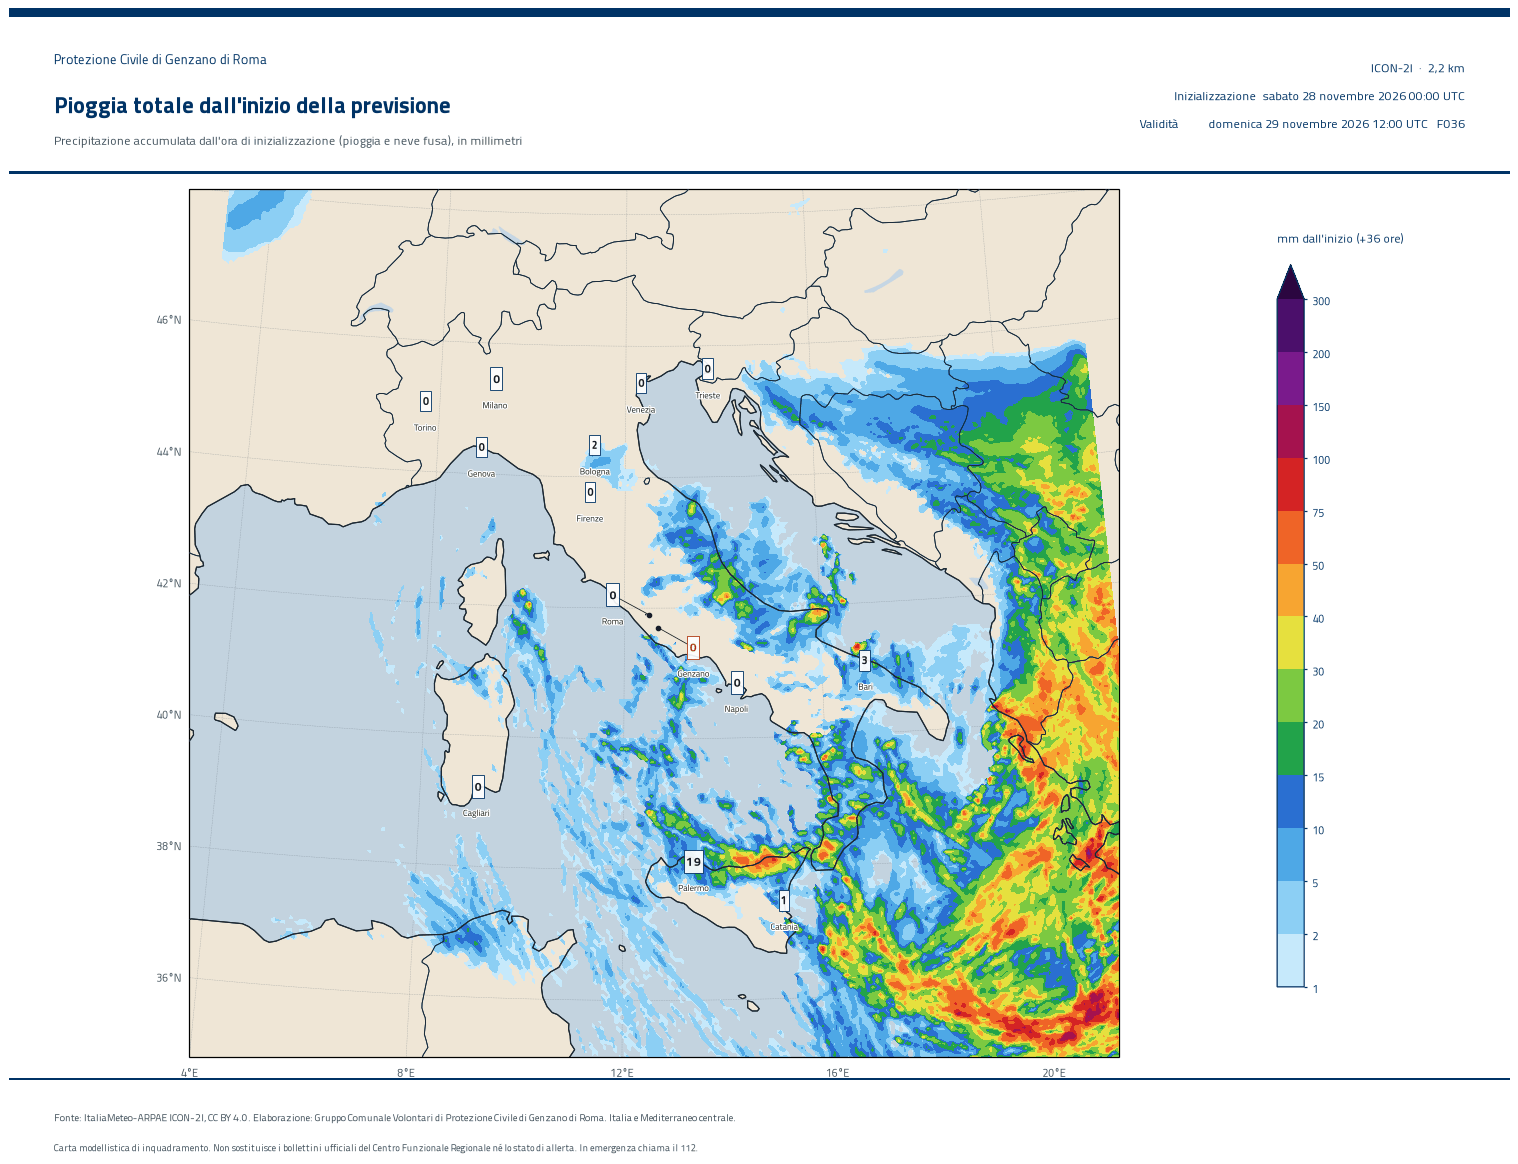 Protezione Civile di Genzano di Roma
Pioggia totale dall'inizio della previsione
Precipitazione accumulata dall'ora di inizializzazione (pioggia e neve fusa), in millimetri
ICON-2I · 2,2 km
Inizializzazione sabato 28 novembre 2026 00:00 UTC
Validità domenica 29 novembre 2026 12:00 UTC F036
mm dall'inizio (+36 ore)
300
200
150
100
75
50
40
30
20
15
10
5
2
1
46°N
44°N
42°N
40°N
38°N
36°N
4°E
8°E
12°E
16°E
20°E
0
Torino
0
Milano
0
Venezia
0
Trieste
0
Genova
2
Bologna
0
Firenze
0
Roma
0
Genzano
0
Napoli
3
Bari
0
Cagliari
19
Palermo
1
Catania
Fonte: ItaliaMeteo-ARPAE ICON-2I, CC BY 4.0. Elaborazione: Gruppo Comunale Volontari di Protezione Civile di Genzano di Roma. Italia e Mediterraneo centrale.
Carta modellistica di inquadramento. Non sostituisce i bollettini ufficiali del Centro Funzionale Regionale né lo stato di allerta. In emergenza chiama il 112.